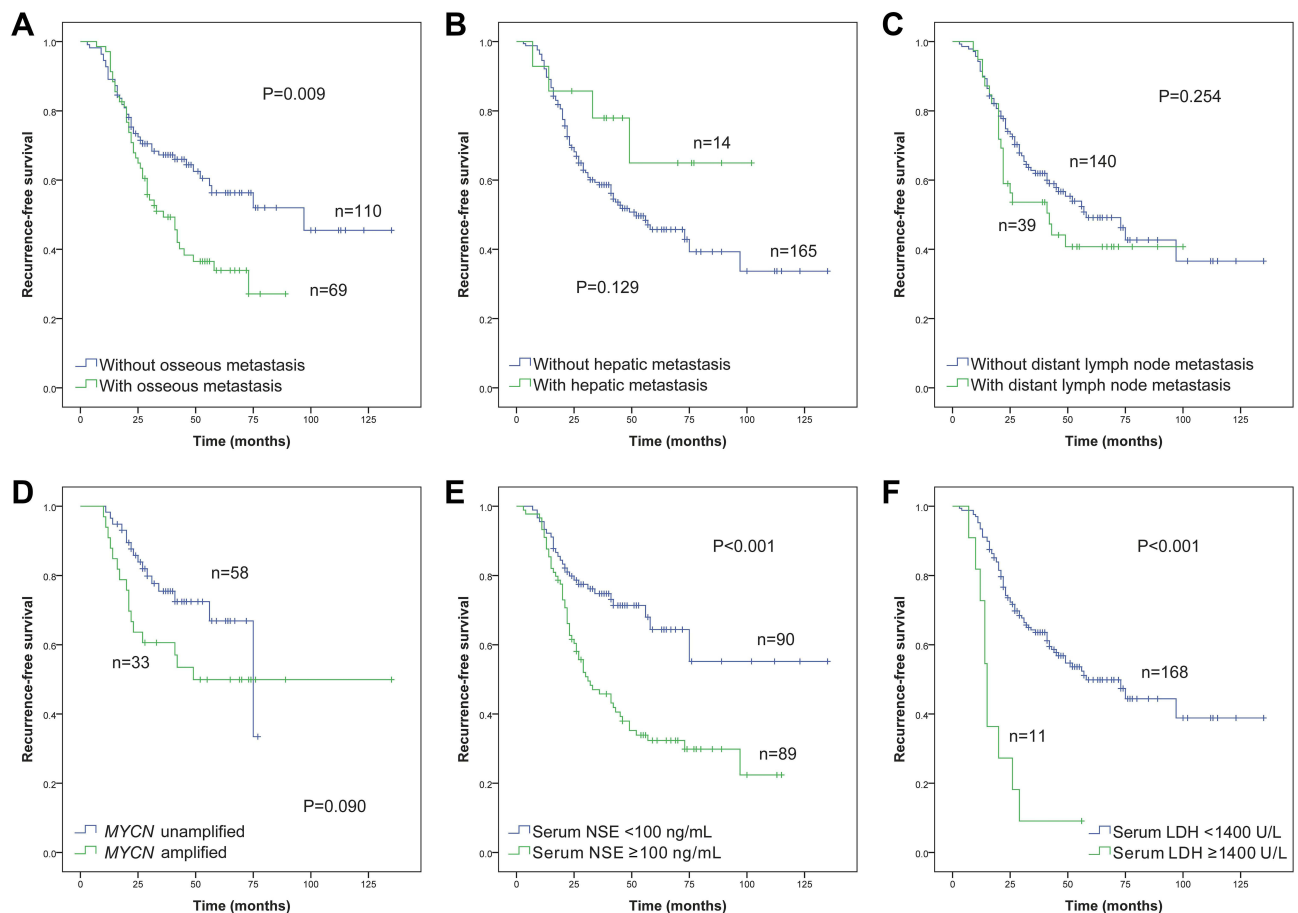 A
Recurrence-free survival
1.0
0.8
0.6
0.4
0.2
0.0
P=0.009
n=110
n=69
Without osseous metastasis
With osseous metastasis
0 25 50 75 100 125
Time (months)
B
Recurrence-free survival
1.0
0.8
0.6
0.4
0.2
0.0
n=14
n=165
P=0.129
Without hepatic metastasis
With hepatic metastasis
0 25 50 75 100 125
Time (months)
C
Recurrence-free survival
1.0
0.8
0.6
0.4
0.2
0.0
P=0.254
n=140
n=39
Without distant lymph node metastasis
With distant lymph node metastasis
0 25 50 75 100 125
Time (months)
D
Recurrence-free survival
1.0
0.8
0.6
0.4
0.2
0.0
n=58
n=33
P=0.090
MYCN unamplified
MYCN amplified
0 25 50 75 100 125
Time (months)
E
Recurrence-free survival
1.0
0.8
0.6
0.4
0.2
0.0
P<0.001
n=90
n=89
Serum NSE <100 ng/mL
Serum NSE ≥100 ng/mL
0 25 50 75 100 125
Time (months)
F
Recurrence-free survival
1.0
0.8
0.6
0.4
0.2
0.0
P<0.001
n=168
n=11
Serum LDH <1400 U/L
Serum LDH ≥1400 U/L
0 25 50 75 100 125
Time (months)